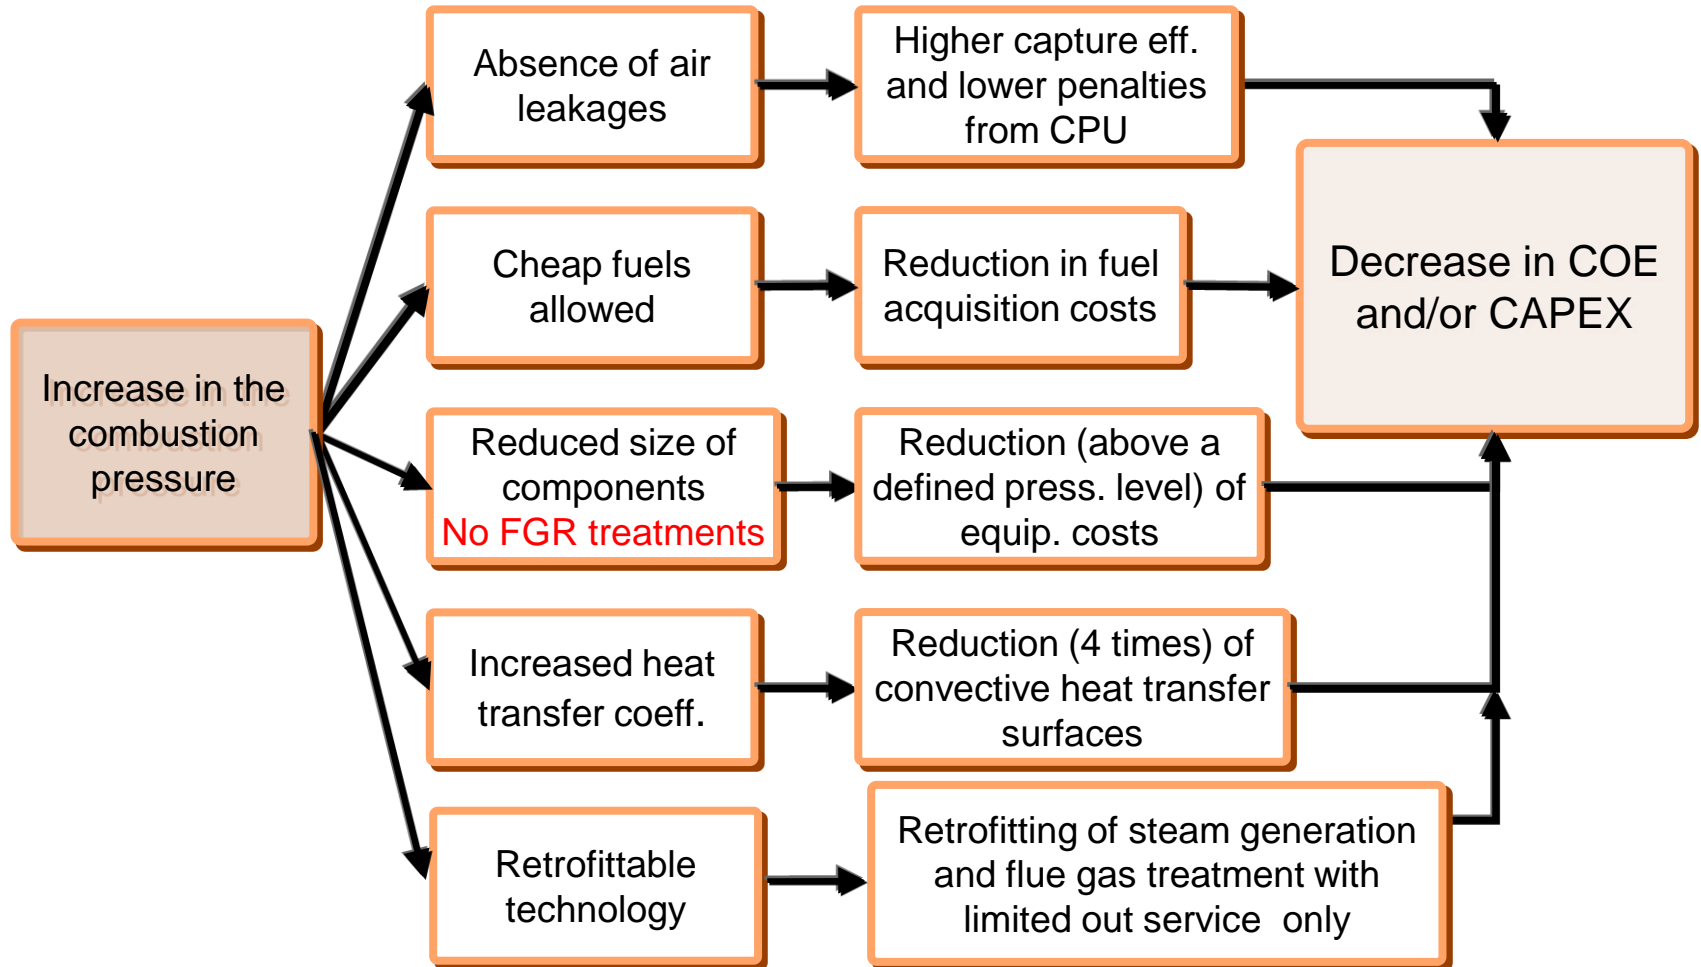 Increase in the
combustion
pressure
Absence of air
leakages
Higher capture eff.
and lower penalties
from CPU
Cheap fuels
allowed
Reduction in fuel
acquisition costs
Reduced size of
components
No FGR treatments
Reduction (above a
defined press. level) of
equip. costs
Increased heat
transfer coeff.
Reduction (4 times) of
convective heat transfer
surfaces
Retrofittable
technology
Retrofitting of steam generation
and flue gas treatment with
limited out service only
Decrease in COE
and/or CAPEX